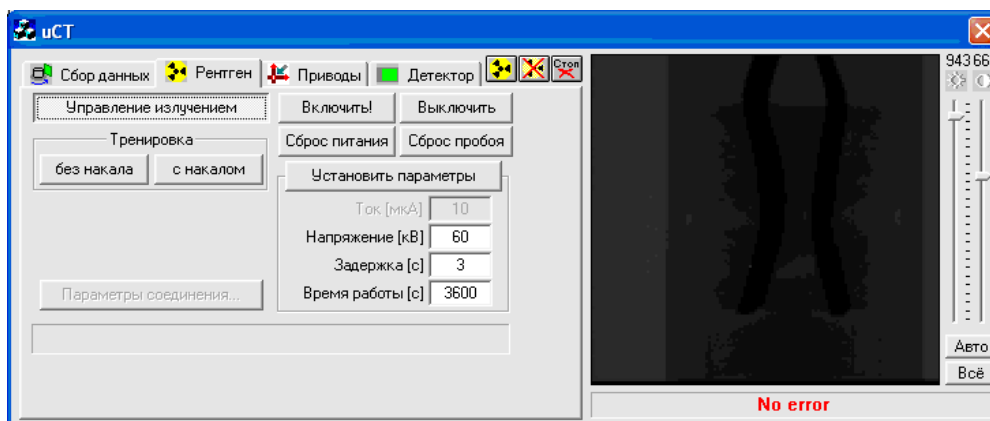 uCT
Сбор данных Рентген Приводы Детектор Стоп
943 66
Управление излучением Включить! Выключить
Тренировка Сброс питания Сброс пробоя
без накала с накалом Установить параметры
Ток [мкА] 10
Напряжение [кВ] 60
Задержка [с] 3
Параметры соединения... Время работы [с] 3600
Авто
Всё
No error